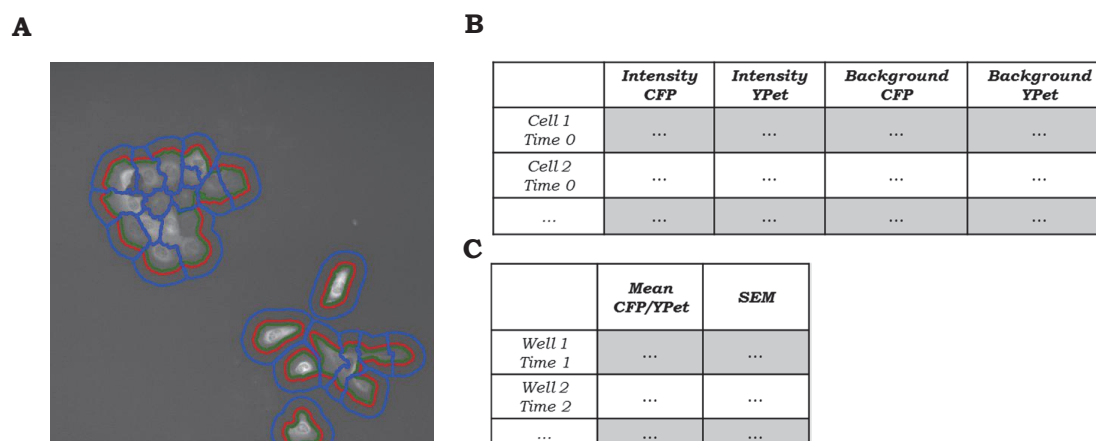 A
B
Intensity CFP
Intensity YPet
Background CFP
Background YPet
Cell 1 Time 0
...
...
...
...
Cell 2 Time 0
...
...
...
...
...
...
...
...
...
C
Mean CFP/YPet
SEM
Well 1 Time 1
...
...
Well 2 Time 2
...
...
...
...
...